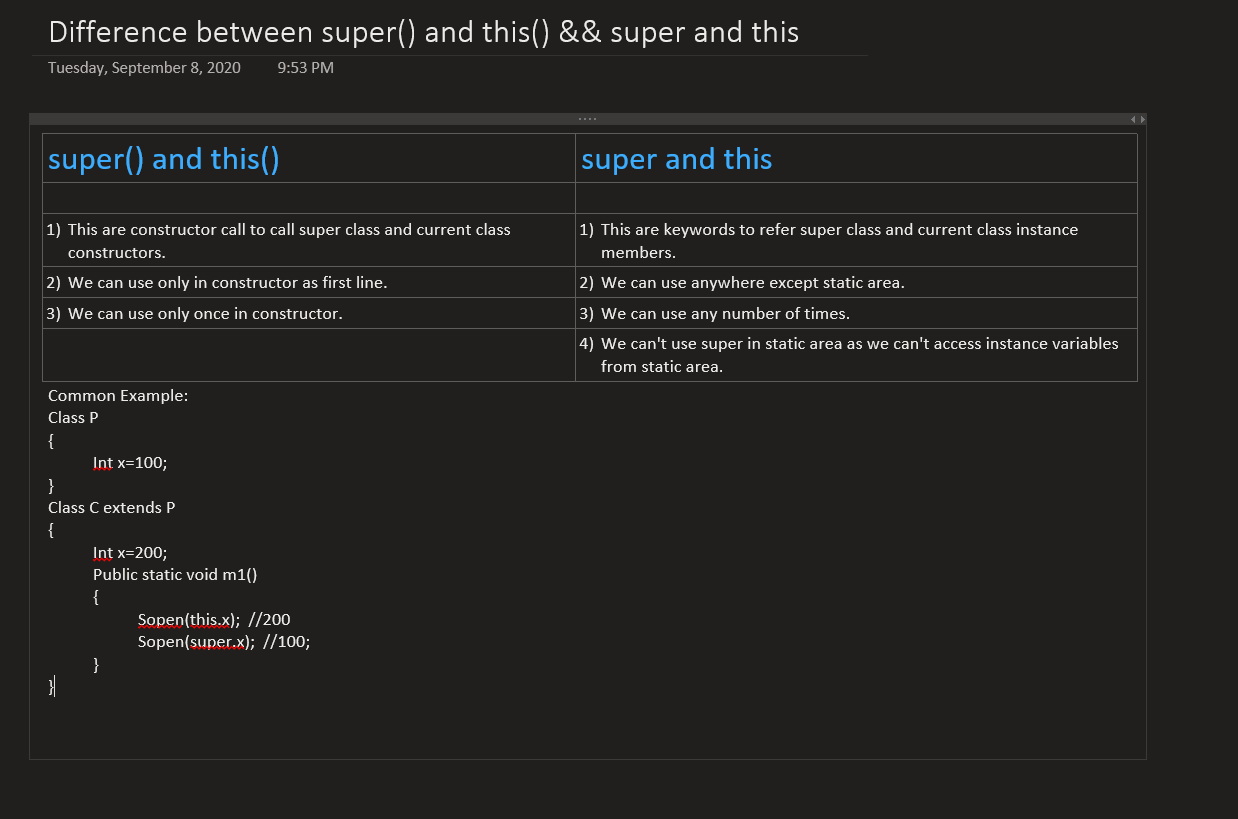 Difference between super() and this() && super and this
Tuesday, September 8, 2020 9:53 PM
super() and this()
super and this
1) This are constructor call to call super class and current class
constructors.
1) This are keywords to refer super class and current class instance
members.
2) We can use only in constructor as first line.
2) We can use anywhere except static area.
3) We can use only once in constructor.
3) We can use any number of times.
4) We can't use super in static area as we can't access instance variables
from static area.
Common Example:
Class P
{
Int x=100;
}
Class C extends P
{
Int x=200;
Public static void m1()
{
Sopen(this.x); //200
Sopen(super.x); //100;
}
}